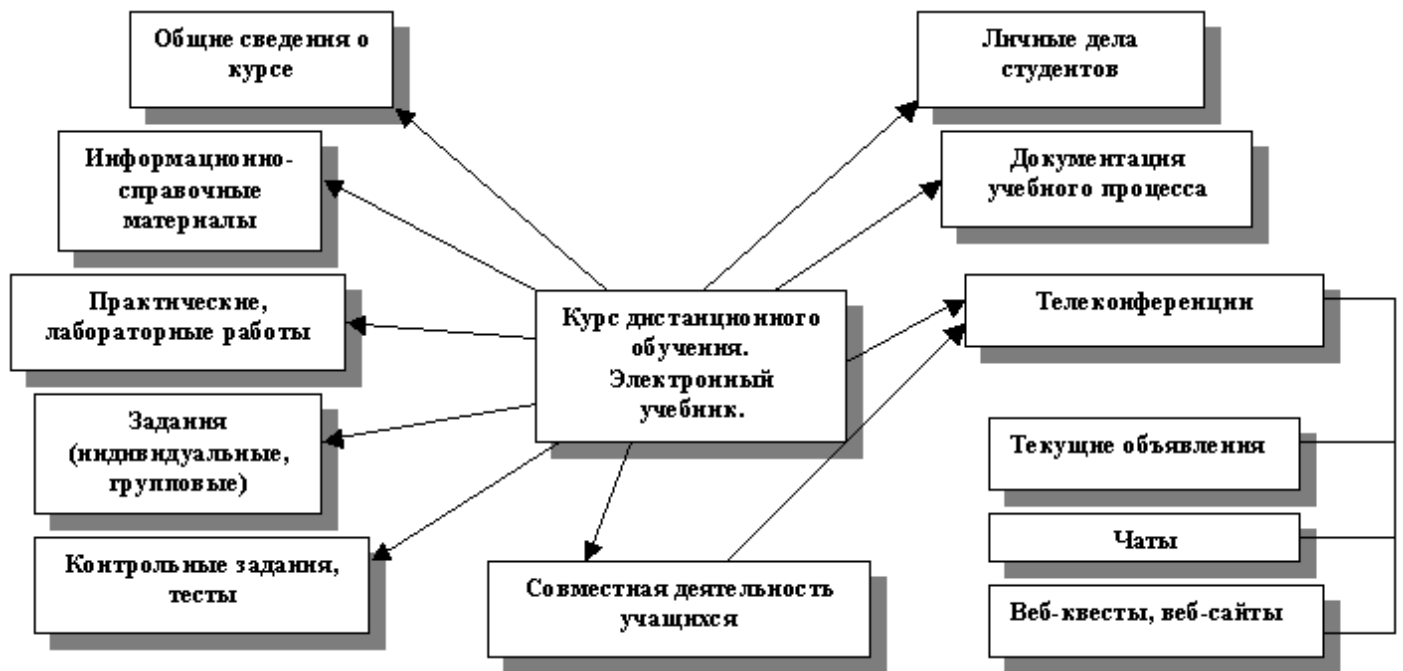 Общие сведения о
курсе
Личные дела
студентов
Информационно-
справочные
материалы
Документация
учебного процесса
Практические,
лабораторные работы
Курс дистанционного
обучения.
Электронный
учебник.
Телеконференции
Задания
(индивидуальные,
групповые)
Текущие объявления
Контрольные задания,
тесты
Совместная деятельность
учащихся
Чаты
Веб-квесты, веб-сайты